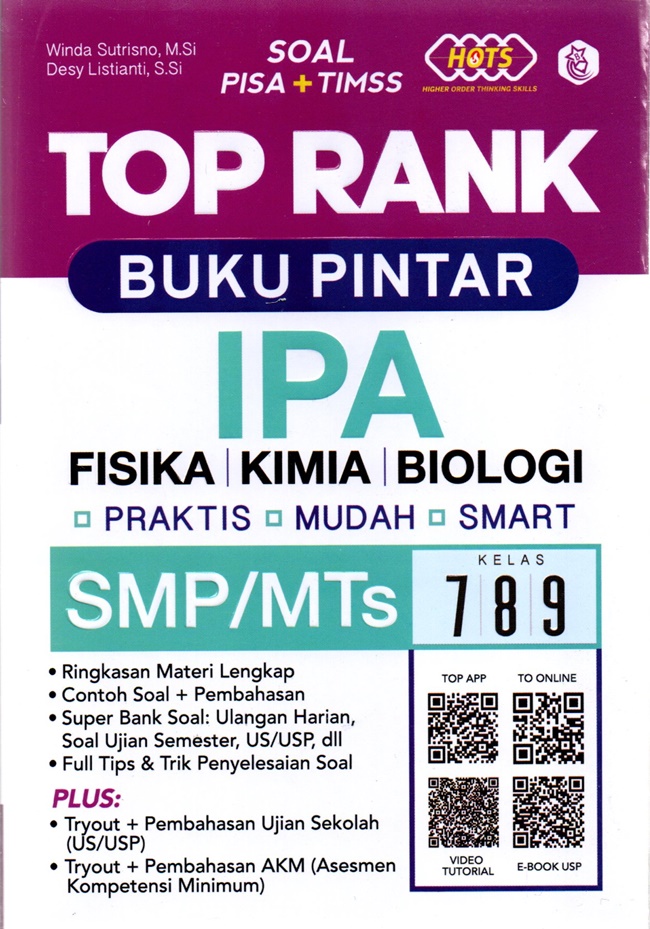 Winda Sutrisno, M.Si
Desy Listianti, S.Si
SOAL
PISA + TIMSS
HOTS
HIGHER ORDER THINKING SKILLS
TOP RANK
BUKU PINTAR
IPA
FISIKA | KIMIA | BIOLOGI
PRAKTIS MUDAH SMART
SMP/MTs
KELAS
7 | 8 | 9
• Ringkasan Materi Lengkap
• Contoh Soal + Pembahasan
• Super Bank Soal: Ulangan Harian,
Soal Ujian Semester, US/USP, dll
• Full Tips & Trik Penyelesaian Soal
PLUS:
• Tryout + Pembahasan Ujian Sekolah
(US/USP)
• Tryout + Pembahasan AKM (Asesmen
Kompetensi Minimum)
TOP APP
TO ONLINE
VIDEO
TUTORIAL
E-BOOK USP